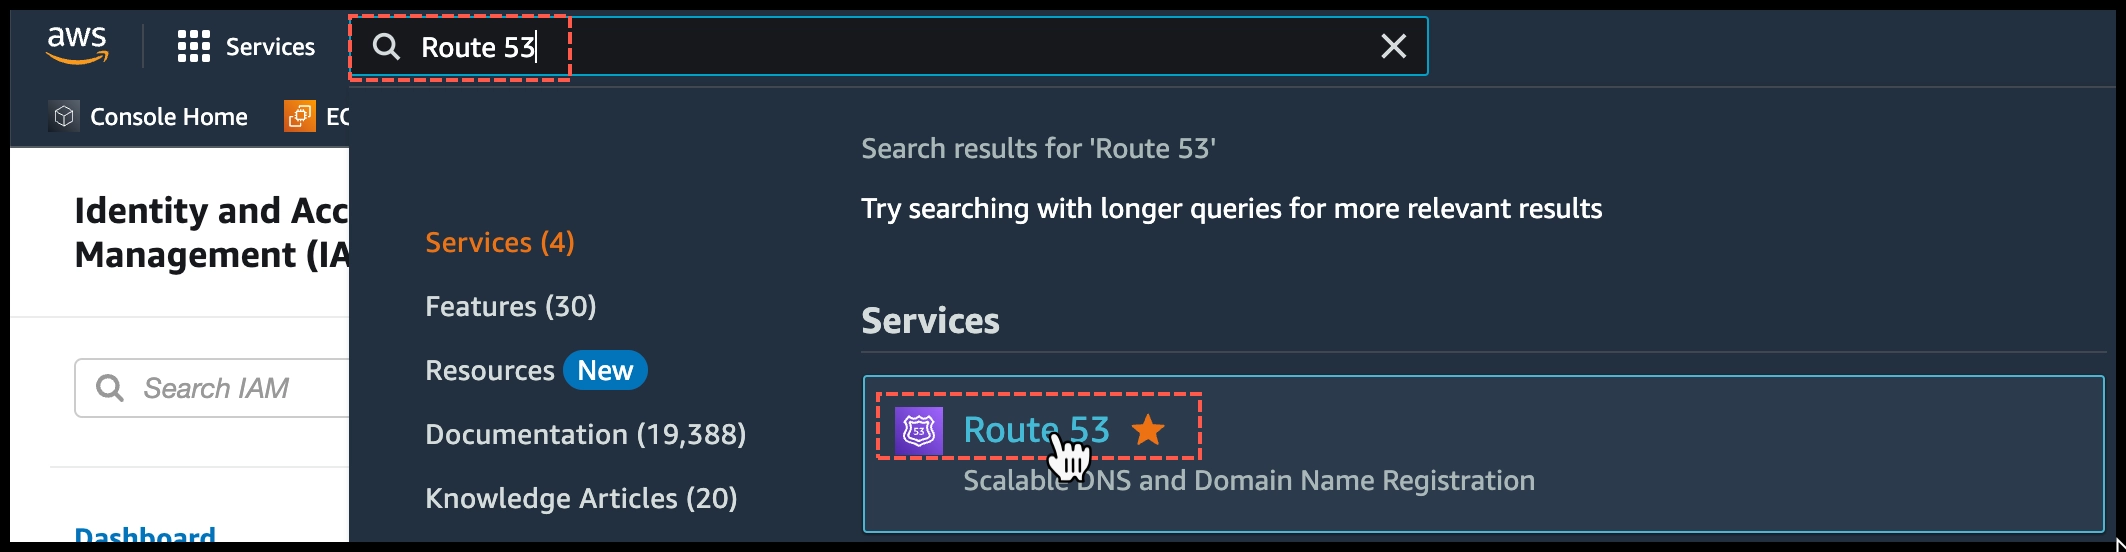 aws
Services
Route 53
Console Home
EC
Identity and Acc
Management (IA
Search IAM
Dashboard
Services (4)
Features (30)
Resources New
Documentation (19,388)
Knowledge Articles (20)
Search results for 'Route 53'
Try searching with longer queries for more relevant results
Services
53
Route 53
Scalable DNS and Domain Name Registration